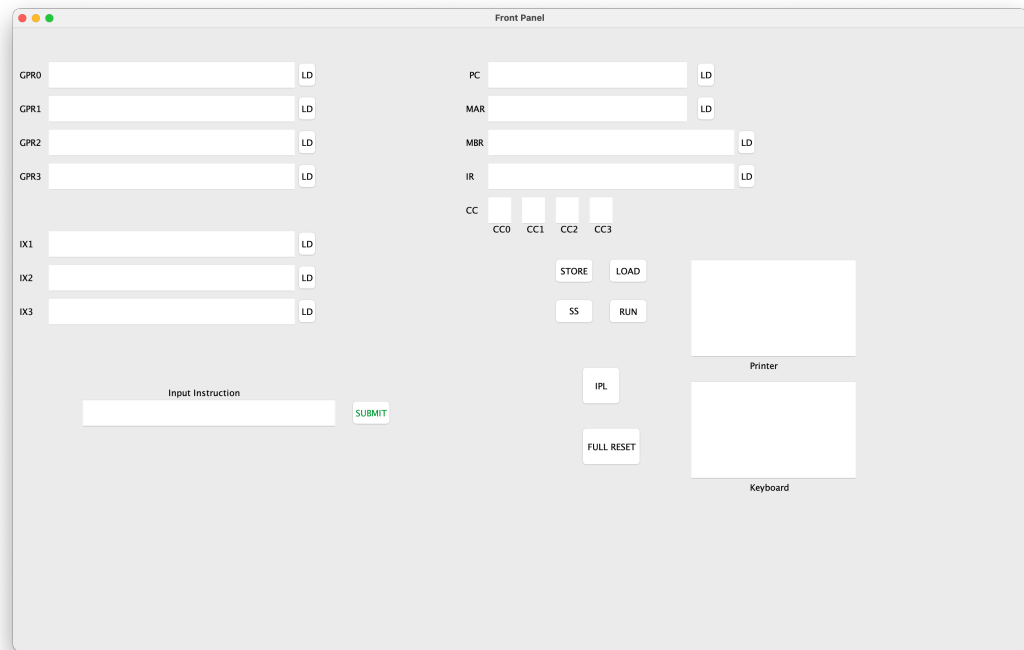 Front Panel
GPR0 LD
GPR1 LD
GPR2 LD
GPR3 LD
IX1 LD
IX2 LD
IX3 LD
Input Instruction
SUBMIT
PC LD
MAR LD
MBR LD
IR LD
CC
CC0 CC1 CC2 CC3
STORE LOAD
SS RUN
IPL
FULL RESET
Printer
Keyboard